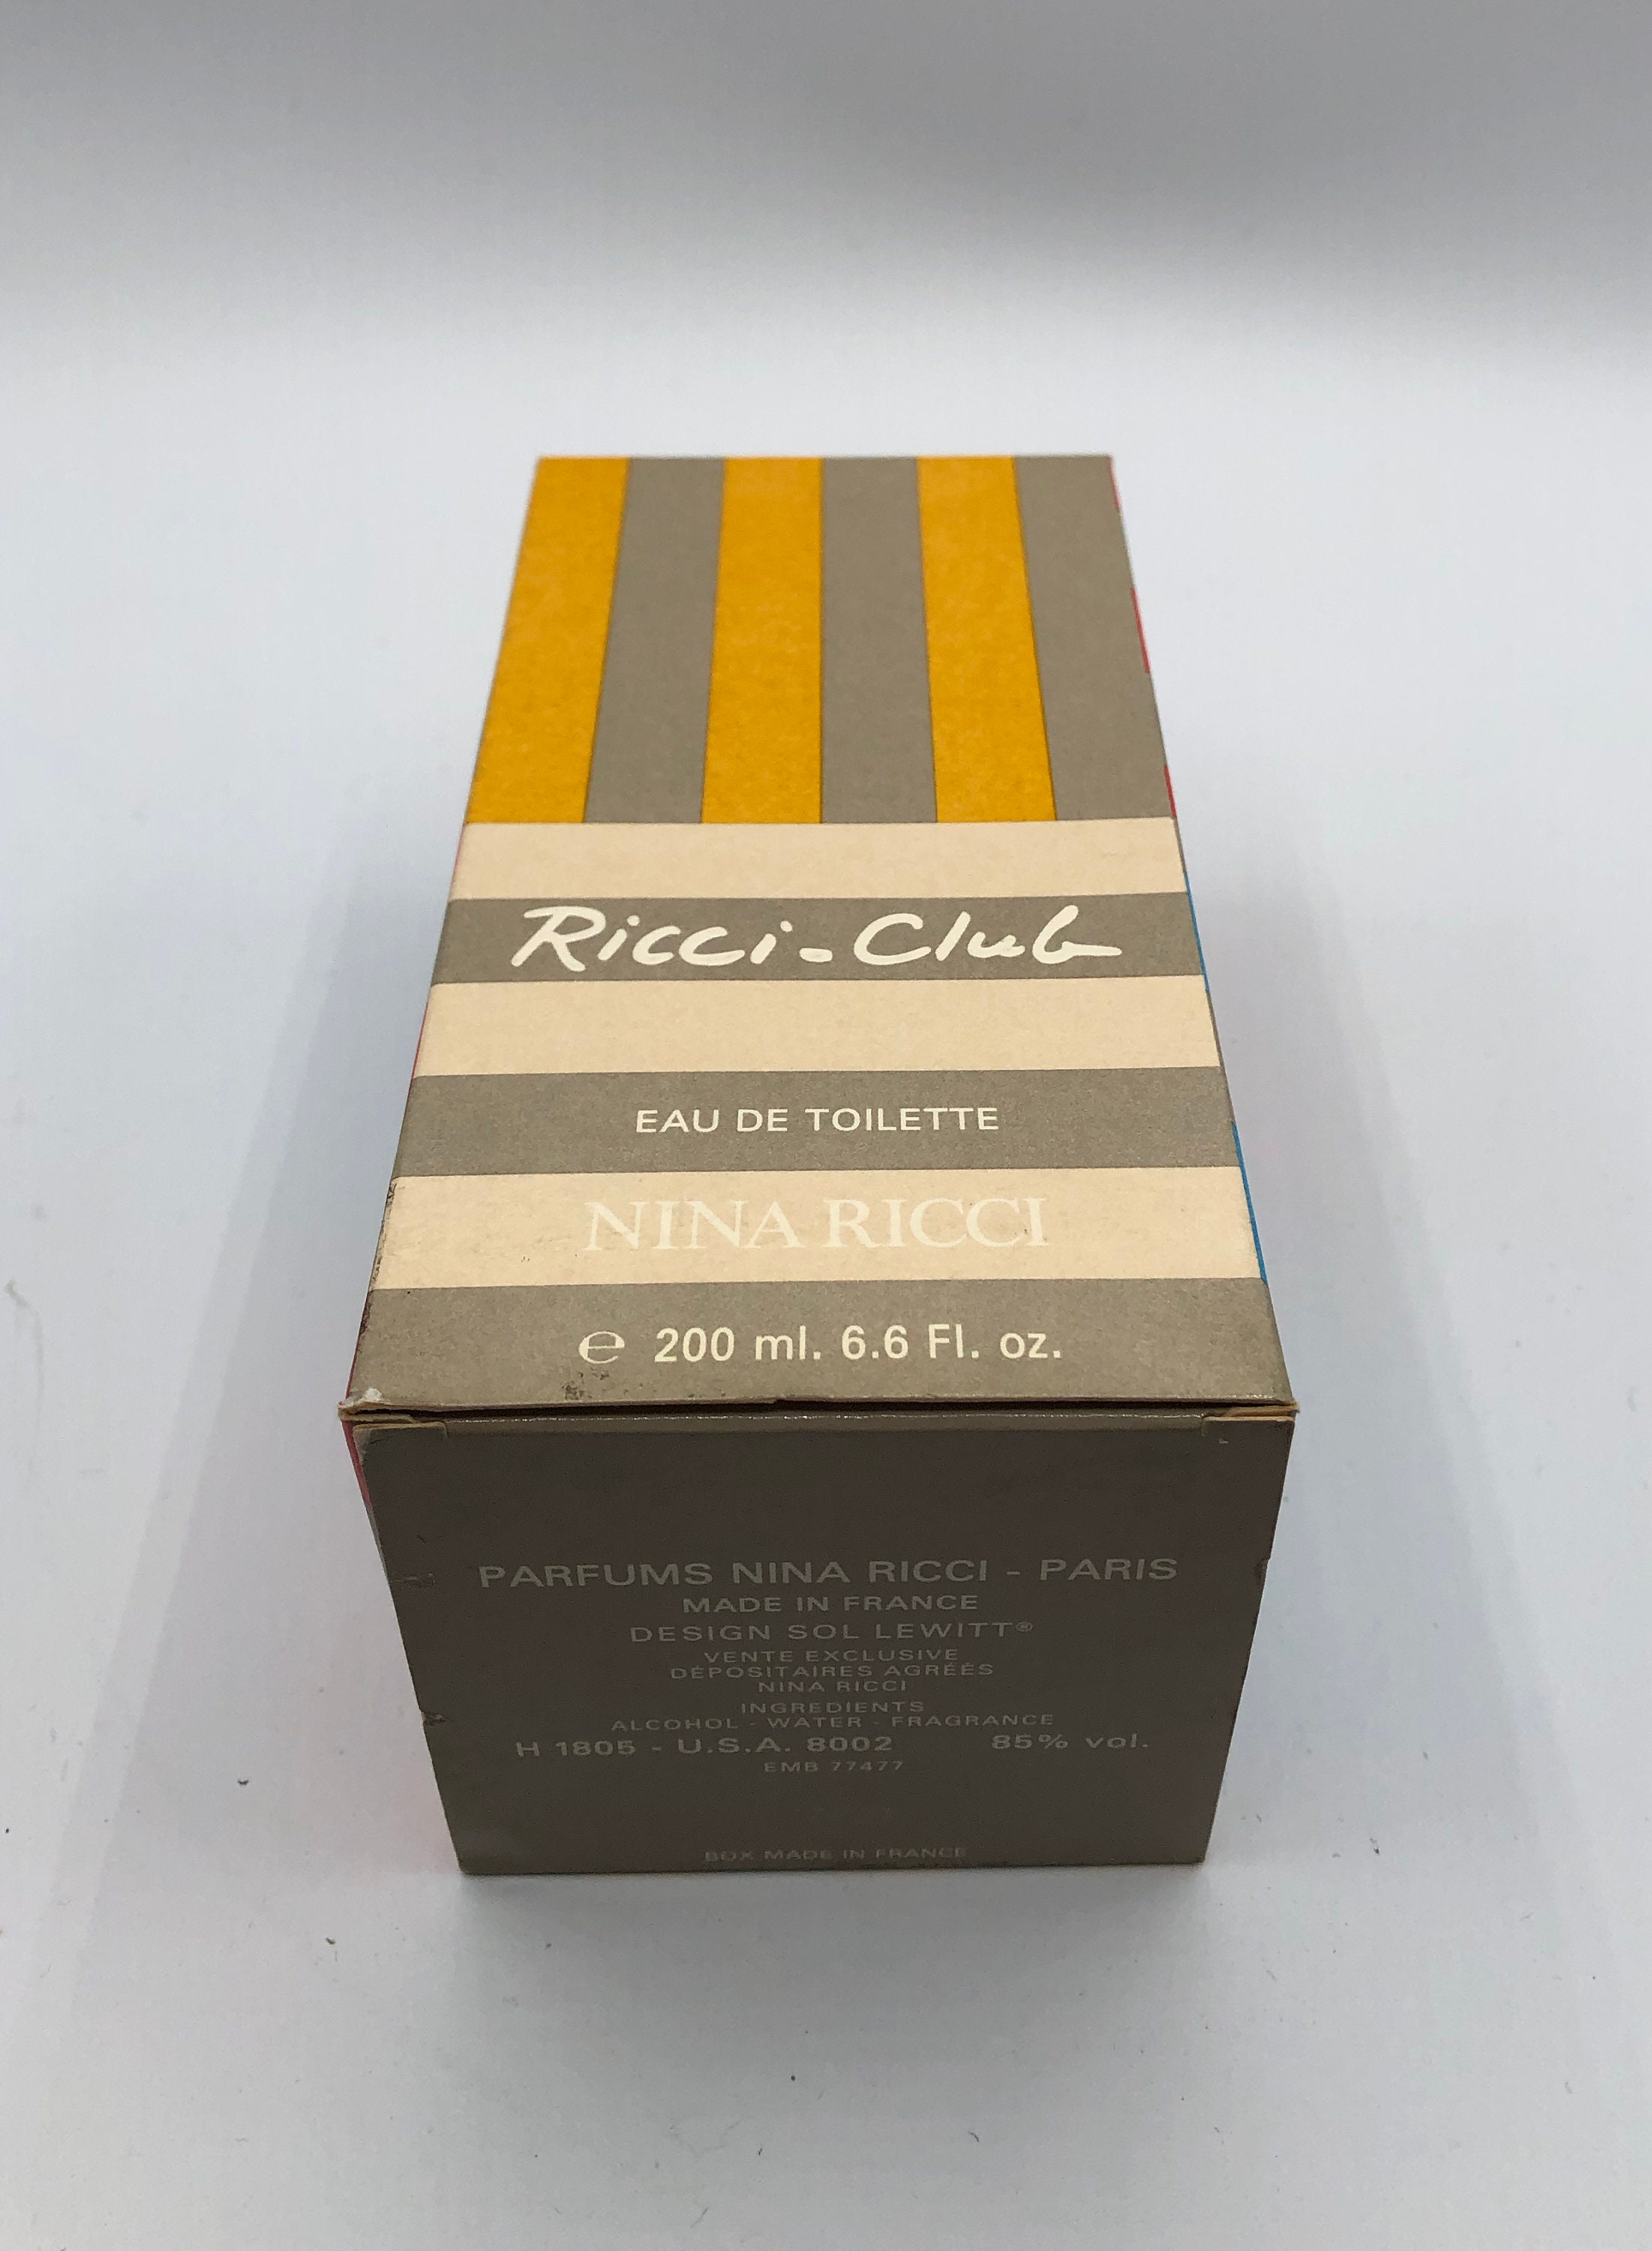 Ricci-Club
EAU DE TOILETTE
NINA RICCI
℮ 200 ml. 6.6 Fl. oz.
PARFUMS NINA RICCI - PARIS
MADE IN FRANCE
DESIGN SOL LEWITT®
VENTE EXCLUSIVE
DÉPOSITAIRES AGRÉÉS
NINA RICCI
INGREDIENTS
ALCOHOL - WATER - FRAGRANCE
H 1805 - U.S.A. 8002 85% vol.
EMB 77477
BOX MADE IN FRANCE